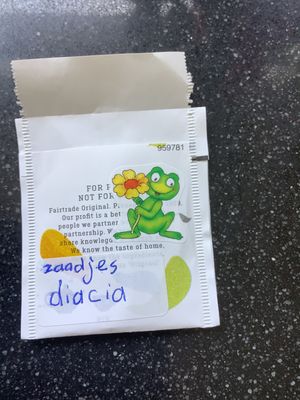 959781
FOR P
NOT FO
Fairtrade Original. P
Our profit is a bet
people we partner
partnership.
share knowledge
We know the taste of home.
zaadjes
diacia